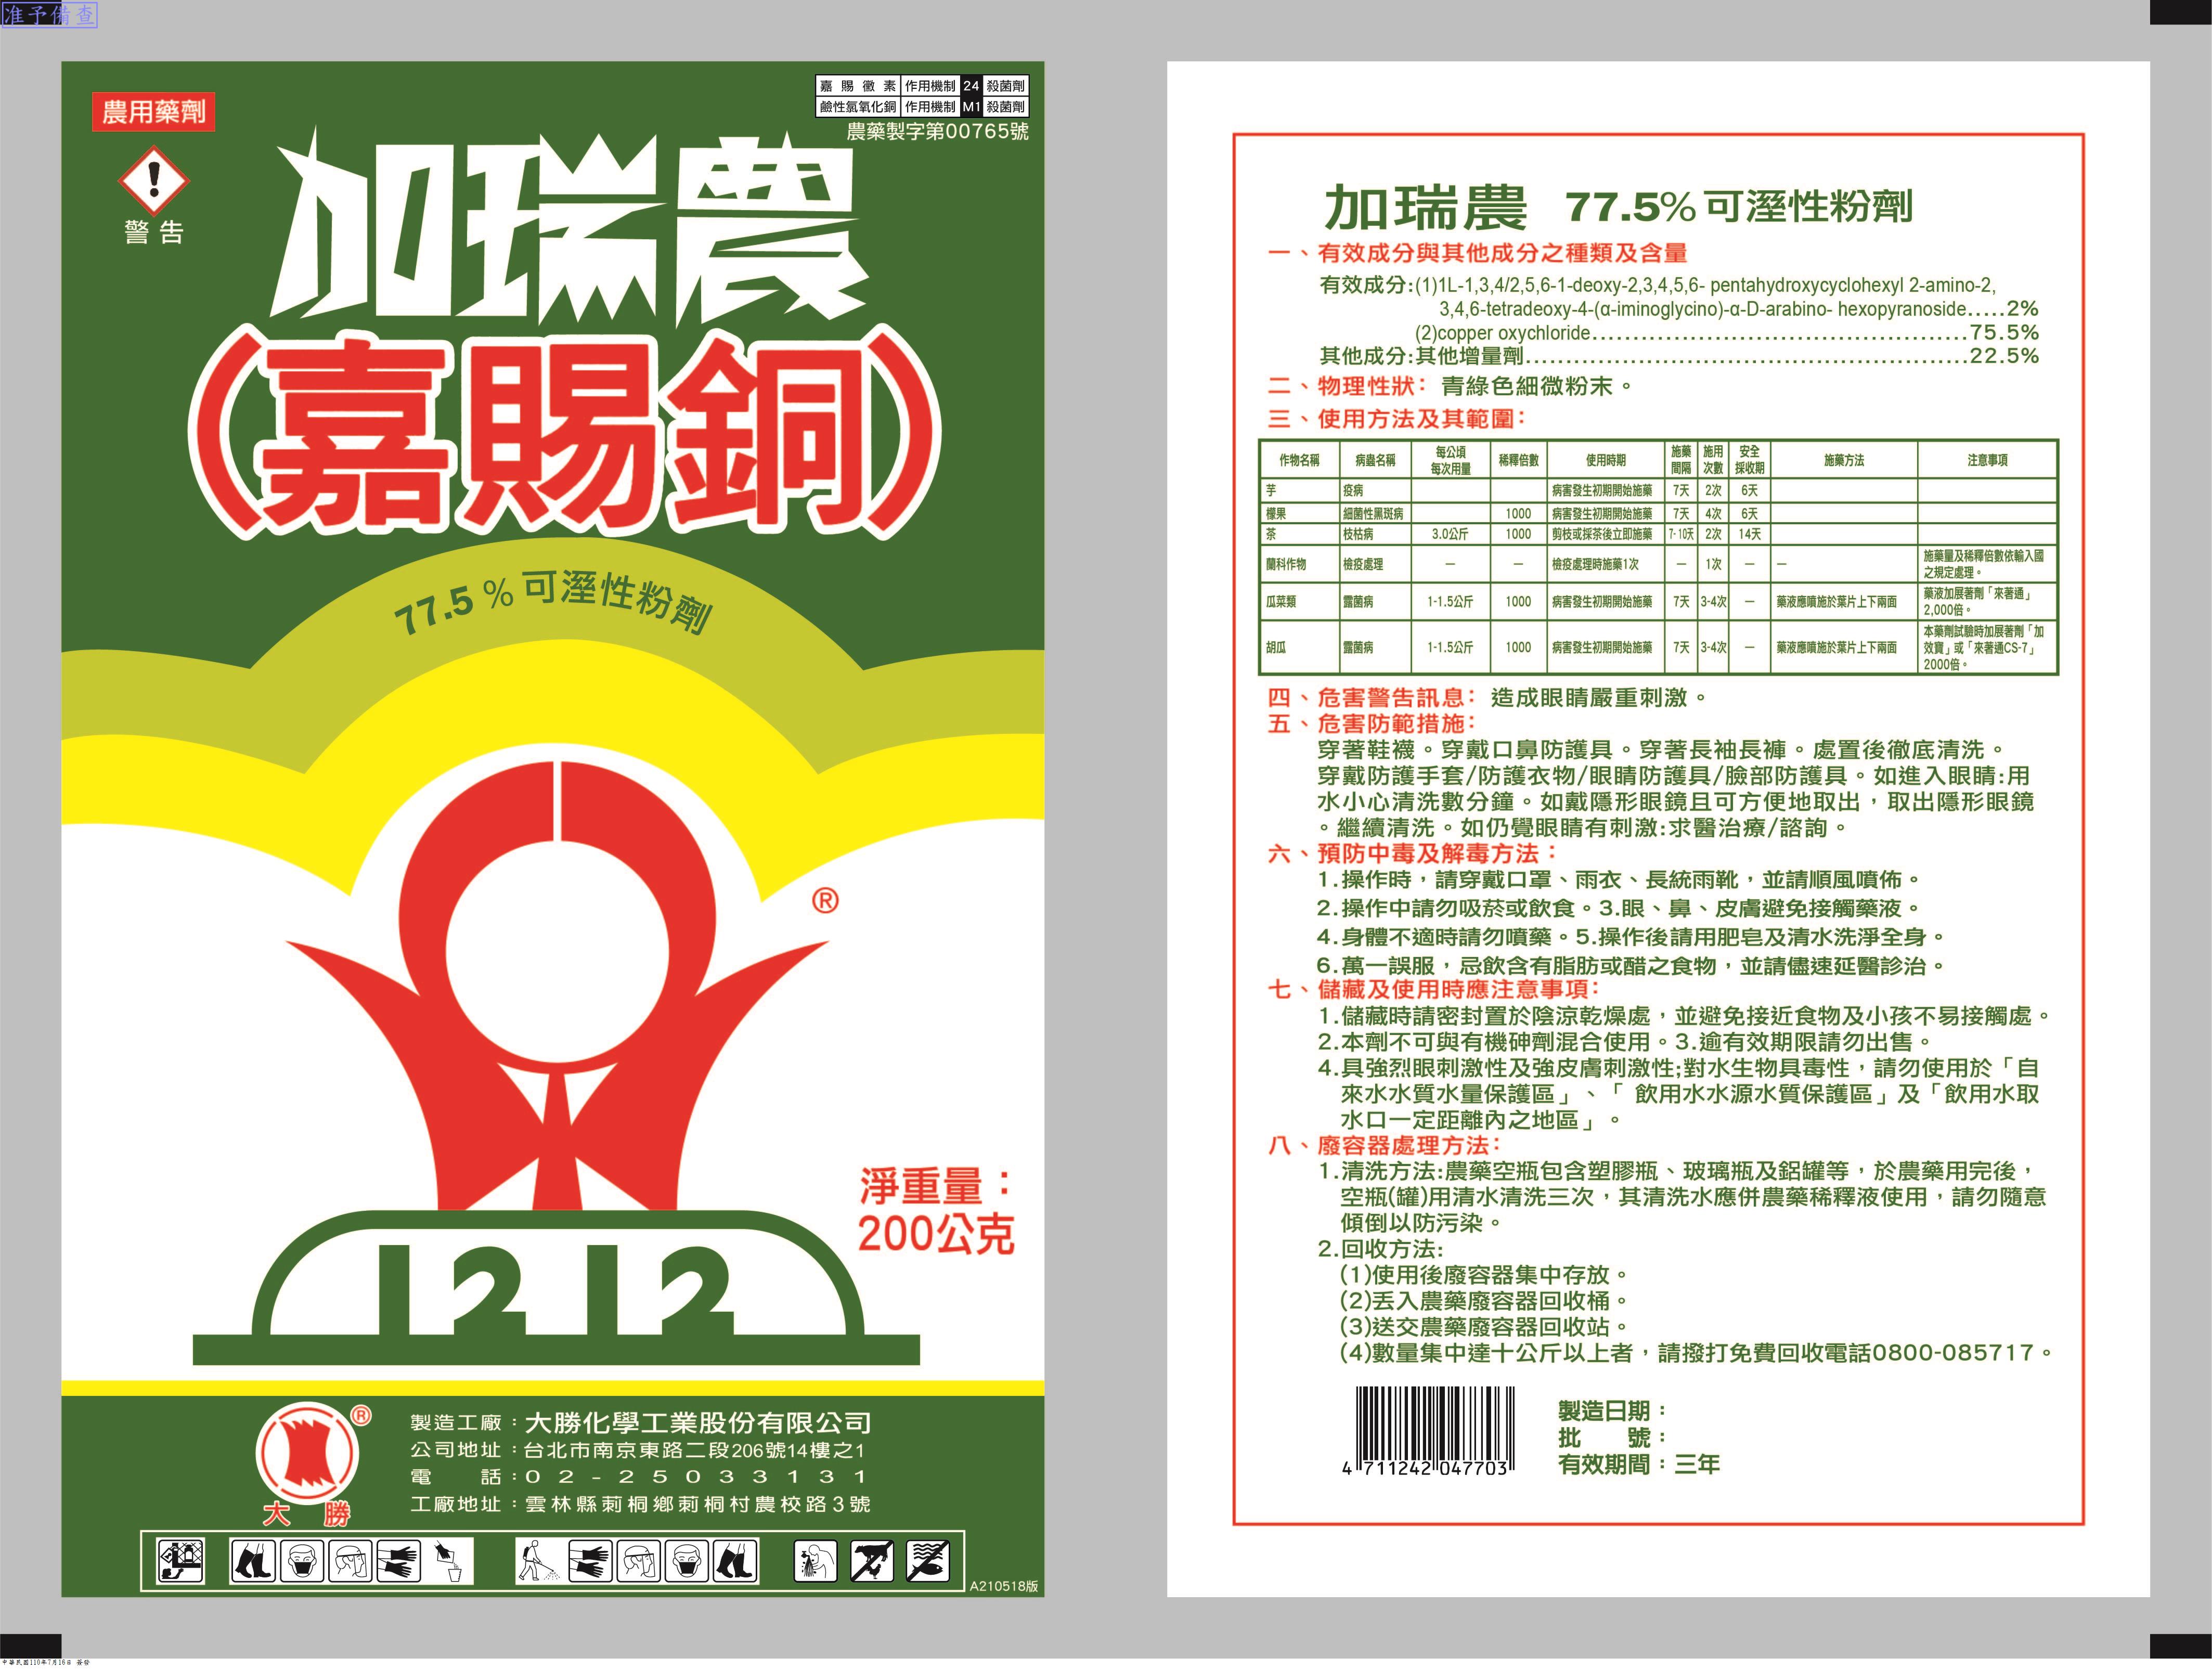 准予備查
農用藥劑
警告
嘉賜黴素 作用機制 24 殺菌劑
鹼性氯氧化銅 作用機制 M1 殺菌劑
農藥製字第00765號
加瑞農
(嘉賜銅)
77.5%可溼性粉劑
®
淨重量：
200公克
1212
®
大勝
製造工廠：大勝化學工業股份有限公司
公司地址：台北市南京東路二段206號14樓之1
電話：02-25033131
工廠地址：雲林縣莿桐鄉莿桐村農校路3號
A210518版
中華民國110年7月16日 簽發
加瑞農 77.5%可溼性粉劑
一、有效成分與其他成分之種類及含量
有效成分:(1)1L-1,3,4/2,5,6-1-deoxy-2,3,4,5,6- pentahydroxycyclohexyl 2-amino-2,
3,4,6-tetradeoxy-4-(α-iminoglycino)-α-D-arabino- hexopyranoside.....2%
(2)copper oxychloride..............................................75.5%
其他成分:其他增量劑......................................................22.5%
二、物理性狀：青綠色細微粉末。
三、使用方法及其範圍：
作物名稱 病蟲名稱 每公頃每次用量 稀釋倍數 使用時期 施藥間隔 施用次數 安全採收期 施藥方法 注意事項
芋 疫病 病害發生初期開始施藥 7天 2次 6天
檬果 細菌性黑斑病 1000 病害發生初期開始施藥 7天 4次 6天
茶 枝枯病 3.0公斤 1000 剪枝或採茶後立即施藥 7-10天 2次 14天
蘭科作物 檢疫處理 — — 檢疫處理時施藥1次 — 1次 — — 施藥量及稀釋倍數依輸入國之規定處理。
瓜菜類 露菌病 1-1.5公斤 1000 病害發生初期開始施藥 7天 3-4次 — 藥液應噴施於葉片上下兩面 藥液加展著劑「來著通」2,000倍。
胡瓜 露菌病 1-1.5公斤 1000 病害發生初期開始施藥 7天 3-4次 — 藥液應噴施於葉片上下兩面 本藥劑試驗時加展著劑「加效寶」或「來著通CS-7」2000倍。
四、危害警告訊息：造成眼睛嚴重刺激。
五、危害防範措施：
穿著鞋襪。穿戴口鼻防護具。穿著長袖長褲。處置後徹底清洗。
穿戴防護手套/防護衣物/眼睛防護具/臉部防護具。如進入眼睛:用
水小心清洗數分鐘。如戴隱形眼鏡且可方便地取出，取出隱形眼鏡
。繼續清洗。如仍覺眼睛有刺激:求醫治療/諮詢。
六、預防中毒及解毒方法：
1.操作時，請穿戴口罩、雨衣、長統雨靴，並請順風噴佈。
2.操作中請勿吸菸或飲食。3.眼、鼻、皮膚避免接觸藥液。
4.身體不適時請勿噴藥。5.操作後請用肥皂及清水洗淨全身。
6.萬一誤服，忌飲含有脂肪或醋之食物，並請儘速延醫診治。
七、儲藏及使用時應注意事項：
1.儲藏時請密封置於陰涼乾燥處，並避免接近食物及小孩不易接觸處。
2.本劑不可與有機砷劑混合使用。3.逾有效期限請勿出售。
4.具強烈眼刺激性及強皮膚刺激性;對水生物具毒性，請勿使用於「自
來水水質水量保護區」、「 飲用水水源水質保護區」及「飲用水取
水口一定距離內之地區」。
八、廢容器處理方法：
1.清洗方法:農藥空瓶包含塑膠瓶、玻璃瓶及鋁罐等，於農藥用完後，
空瓶(罐)用清水清洗三次，其清洗水應併農藥稀釋液使用，請勿隨意
傾倒以防污染。
2.回收方法:
(1)使用後廢容器集中存放。
(2)丟入農藥廢容器回收桶。
(3)送交農藥廢容器回收站。
(4)數量集中達十公斤以上者，請撥打免費回收電話0800-085717。
4 711242 047703
製造日期：
批號：
有效期間：三年